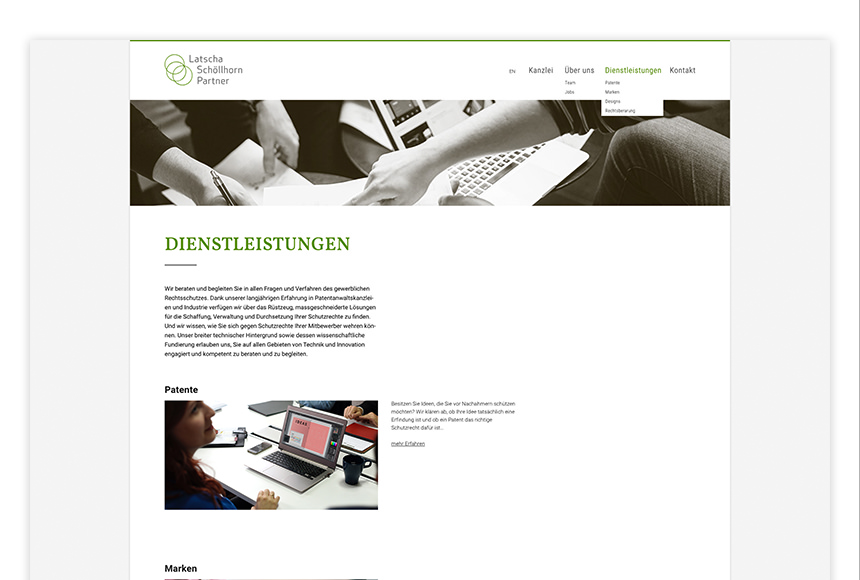 Latscha
Schöllhorn
Partner
EN Kanzlei Über uns Dienstleistungen Kontakt
Team
Jobs
Patente
Marken
Designs
Rechtsberatung
DIENSTLEISTUNGEN
Wir beraten und begleiten Sie in allen Fragen und Verfahren des gewerblichen
Rechtsschutzes. Dank unserer langjährigen Erfahrung in Patentanwaltskanzlei-
en und Industrie verfügen wir über das Rüstzeug, massgeschneiderte Lösungen
für die Schaffung, Verwaltung und Durchsetzung Ihrer Schutzrechte zu finden.
Und wir wissen, wie Sie sich gegen Schutzrechte Ihrer Mitbewerber wehren kön-
nen. Unser breiter technischer Hintergrund sowie dessen wissenschaftliche
Fundierung erlauben uns, Sie auf allen Gebieten von Technik und Innovation
engagiert und kompetent zu beraten und zu begleiten.
Patente
IDEAS
Besitzen Sie Ideen, die Sie vor Nachahmern schützen
möchten? Wir klären ab, ob Ihre Idee tatsächlich eine
Erfindung ist und ob ein Patent das richtige
Schutzrecht dafür ist...
mehr Erfahren
Marken